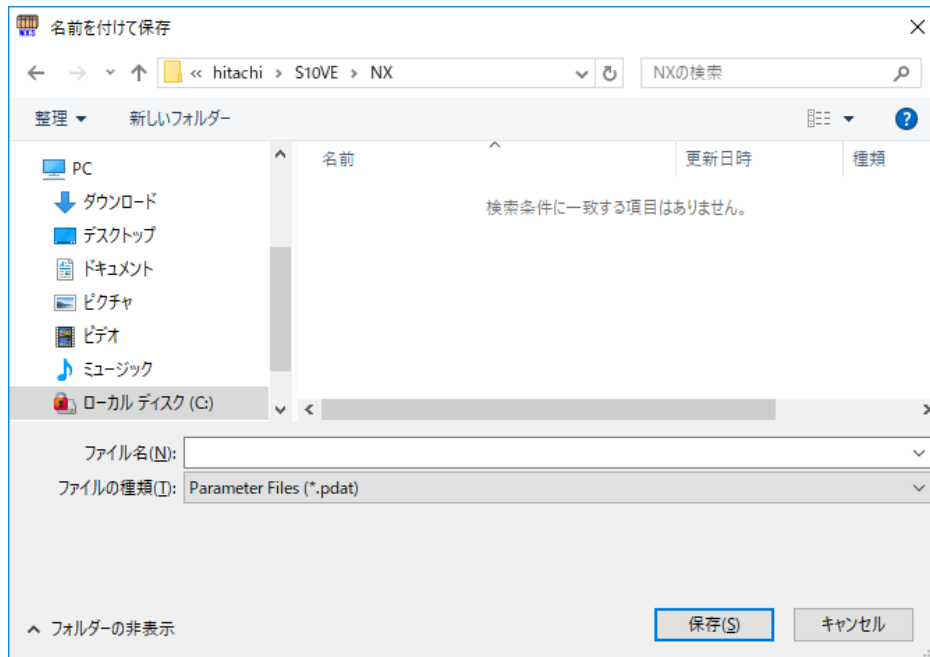 NXS 名前を付けて保存
« hitachi › S10VE › NX NXの検索
整理 新しいフォルダー ?
PC 名前 更新日時 種類
ダウンロード 検索条件に一致する項目はありません。
デスクトップ
ドキュメント
ピクチャ
ビデオ
ミュージック
ローカル ディスク (C:)
ファイル名(N):
ファイルの種類(T): Parameter Files (*.pdat)
フォルダーの非表示 保存(S) キャンセル